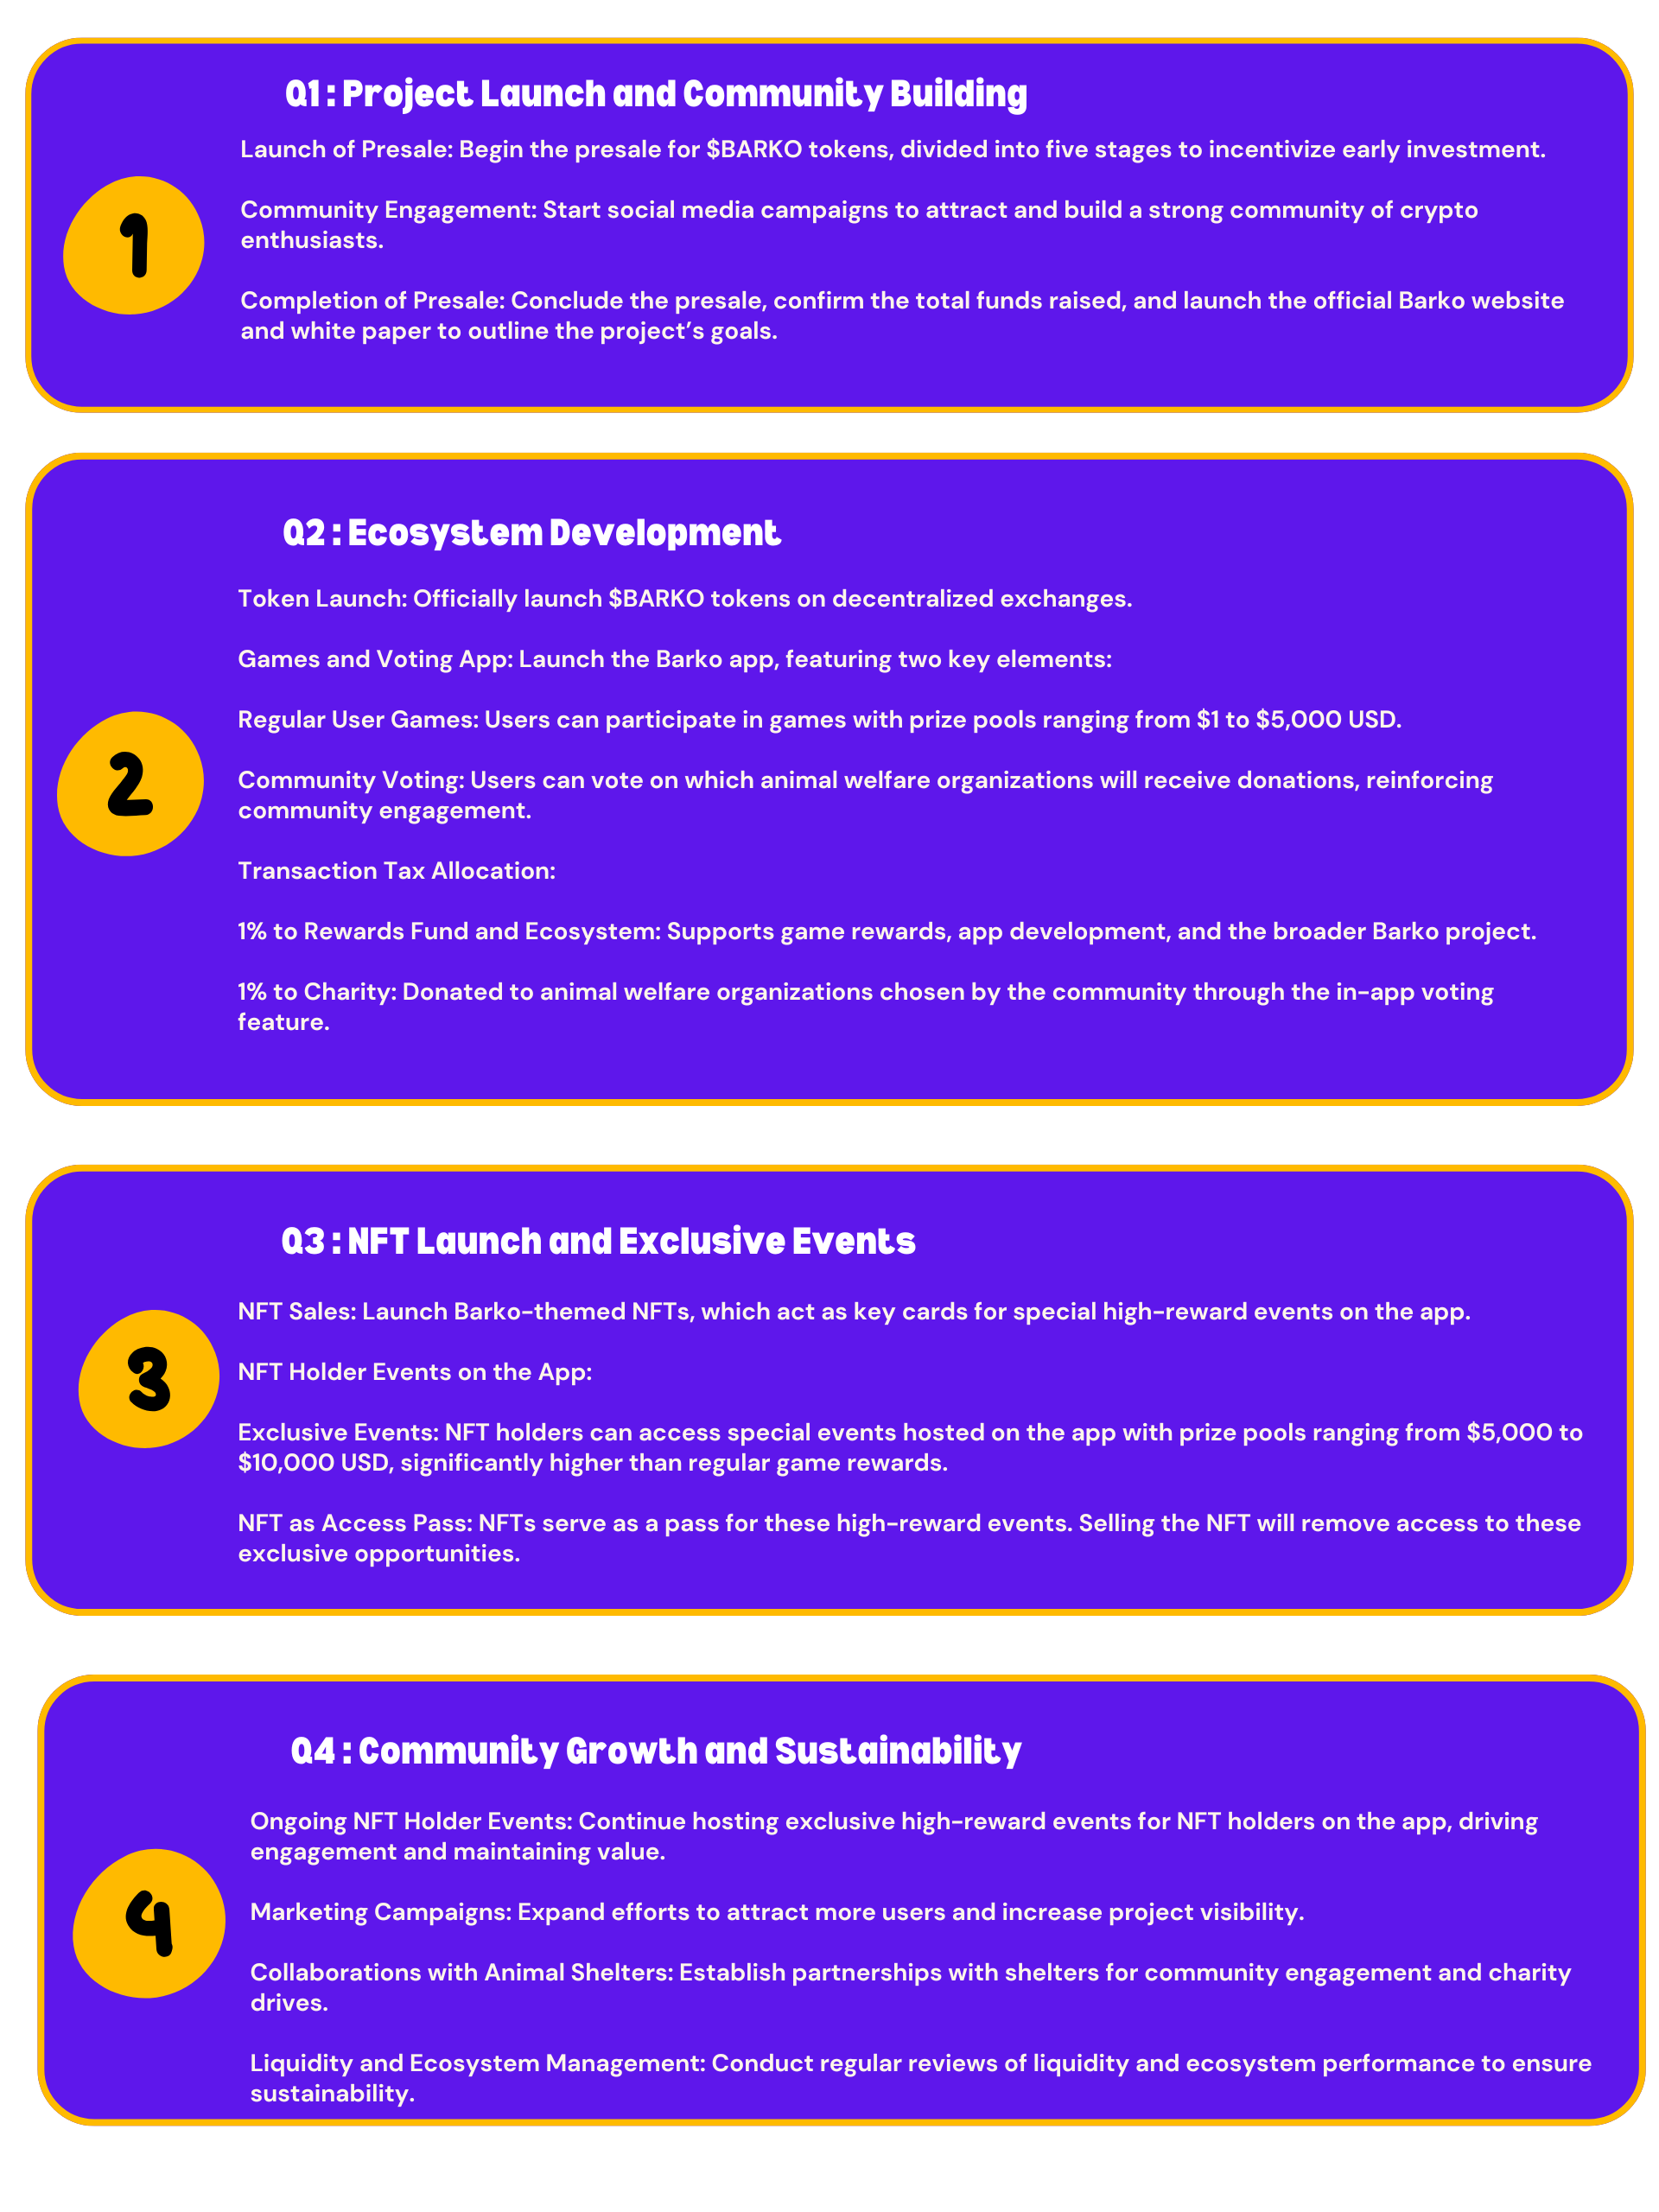 Q1 : Project Launch and Community Building
Launch of Presale: Begin the presale for $BARKO tokens, divided into five stages to incentivize early investment.
Community Engagement: Start social media campaigns to attract and build a strong community of crypto
enthusiasts.
1
Completion of Presale: Conclude the presale, confirm the total funds raised, and launch the official Barko website
and white paper to outline the project’s goals.
Q2 : Ecosystem Development
Token Launch: Officially launch $BARKO tokens on decentralized exchanges.
Games and Voting App: Launch the Barko app, featuring two key elements:
Regular User Games: Users can participate in games with prize pools ranging from $1 to $5,000 USD.
2
Community Voting: Users can vote on which animal welfare organizations will receive donations, reinforcing
community engagement.
Transaction Tax Allocation:
1% to Rewards Fund and Ecosystem: Supports game rewards, app development, and the broader Barko project.
1% to Charity: Donated to animal welfare organizations chosen by the community through the in-app voting
feature.
Q3 : NFT Launch and Exclusive Events
NFT Sales: Launch Barko-themed NFTs, which act as key cards for special high-reward events on the app.
3
NFT Holder Events on the App:
Exclusive Events: NFT holders can access special events hosted on the app with prize pools ranging from $5,000 to
$10,000 USD, significantly higher than regular game rewards.
NFT as Access Pass: NFTs serve as a pass for these high-reward events. Selling the NFT will remove access to these
exclusive opportunities.
Q4 : Community Growth and Sustainability
Ongoing NFT Holder Events: Continue hosting exclusive high-reward events for NFT holders on the app, driving
engagement and maintaining value.
4
Marketing Campaigns: Expand efforts to attract more users and increase project visibility.
Collaborations with Animal Shelters: Establish partnerships with shelters for community engagement and charity
drives.
Liquidity and Ecosystem Management: Conduct regular reviews of liquidity and ecosystem performance to ensure
sustainability.